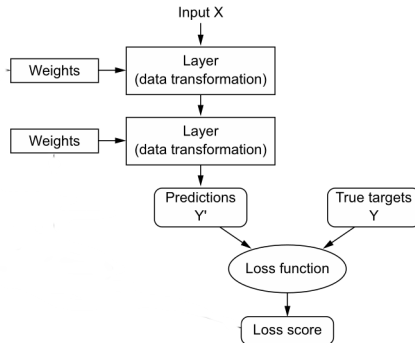 Input X
Layer
(data transformation)
Weights
Layer
(data transformation)
Weights
Predictions
Y'
True targets
Y
Loss function
Loss score